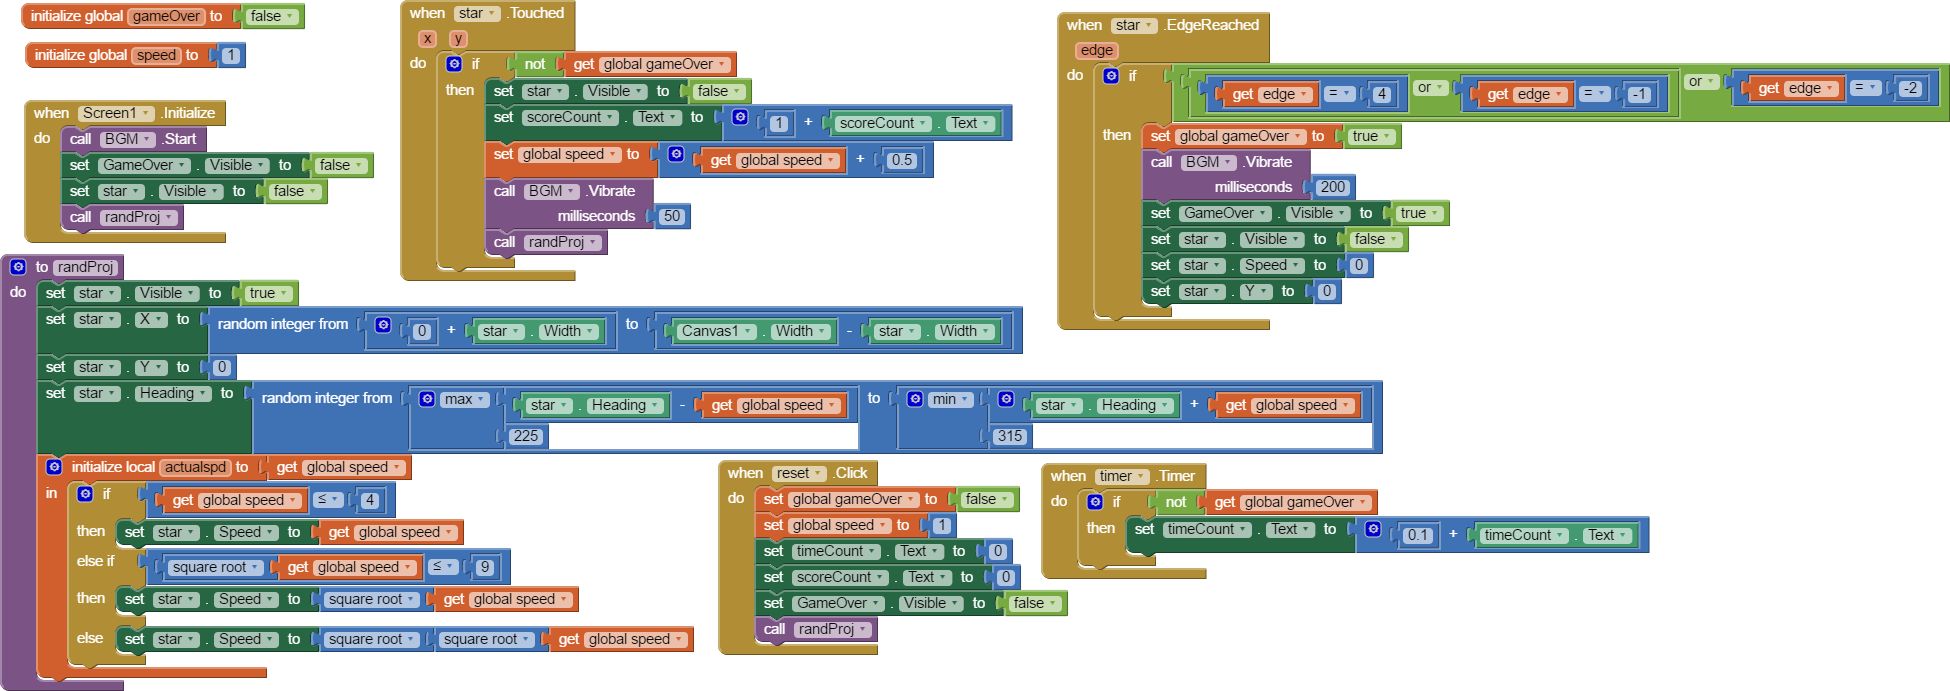 initialize global gameOver to false
initialize global speed to 1
when Screen1 .Initialize
do call BGM .Start
set GameOver . Visible to false
set star . Visible to false
call randProj
to randProj
do set star . Visible to true
set star . X to random integer from 0 + star . Width to Canvas1 . Width - star . Width
set star . Y to 0
set star . Heading to random integer from max star . Heading - get global speed to min star . Heading + get global speed
225 315
initialize local actualspd to get global speed
in if get global speed ≤ 4
then set star . Speed to get global speed
else if square root get global speed ≤ 9
then set star . Speed to square root get global speed
else set star . Speed to square root square root get global speed
when star .Touched
x y
do if not get global gameOver
then set star . Visible to false
set scoreCount . Text to 1 + scoreCount . Text
set global speed to get global speed + 0.5
call BGM .Vibrate
milliseconds 50
call randProj
when star .EdgeReached
edge
do if get edge = 4 or get edge = -1 or get edge = -2
then set global gameOver to true
call BGM .Vibrate
milliseconds 200
set GameOver . Visible to true
set star . Visible to false
set star . Speed to 0
set star . Y to 0
when reset .Click
do set global gameOver to false
set global speed to 1
set timeCount . Text to 0
set scoreCount . Text to 0
set GameOver . Visible to false
call randProj
when timer .Timer
do if not get global gameOver
then set timeCount . Text to 0.1 + timeCount . Text